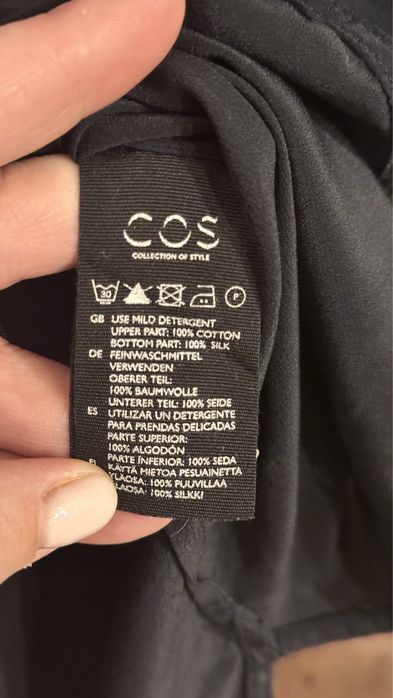 COS
COLLECTION OF STYLE
30 P
GB USE MILD DETERGENT
UPPER PART: 100% COTTON
BOTTOM PART: 100% SILK
DE FEINWASCHMITTEL
VERWENDEN
OBERER TEIL:
100% BAUMWOLLE
UNTERER TEIL: 100% SEIDE
ES UTILIZAR UN DETERGENTE
PARA PRENDAS DELICADAS
PARTE SUPERIOR:
100% ALGODÓN
PARTE INFERIOR: 100% SEDA
KÄYTÄ MIETOA PESUAINETTA
YLÄOSA: 100% PUUVILLAA
100% SILKKI